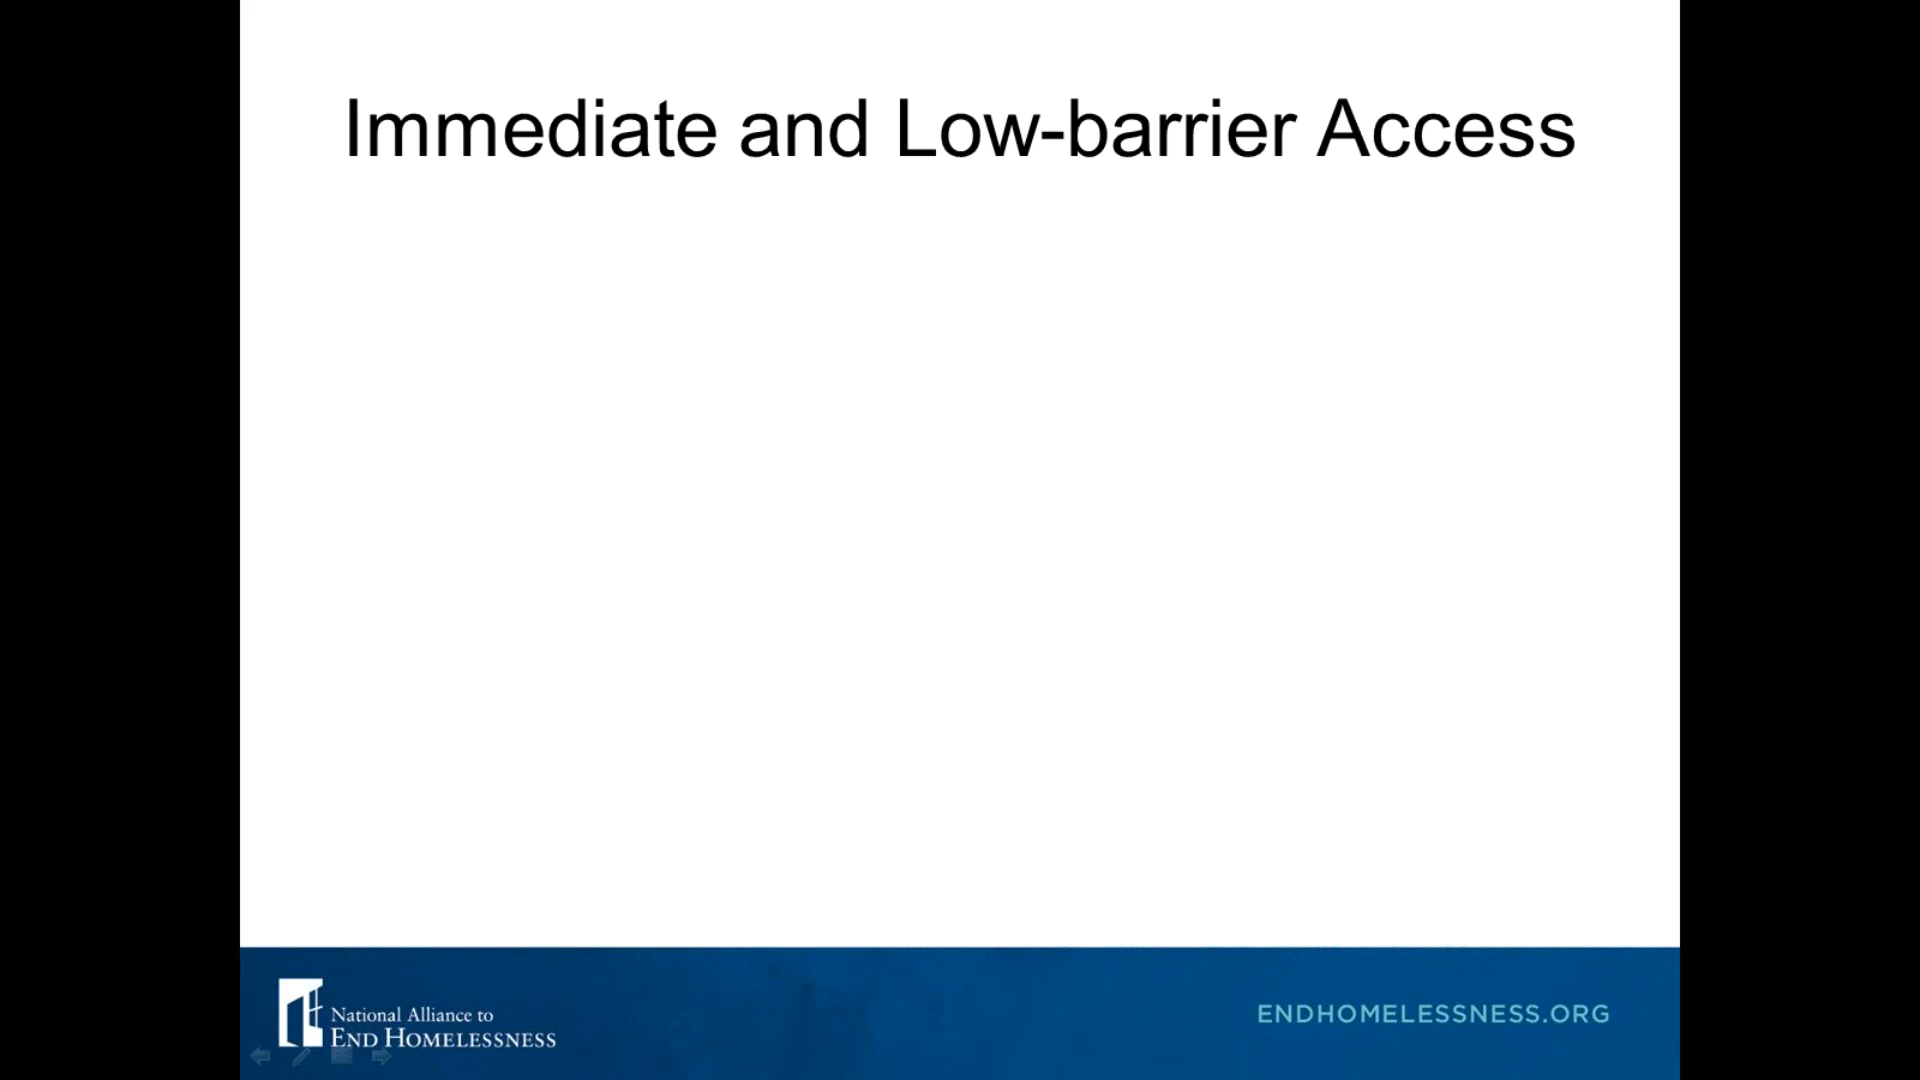 Immediate and Low-barrier Access
National Alliance to
END HOMELESSNESS
ENDHOMELESSNESS.ORG